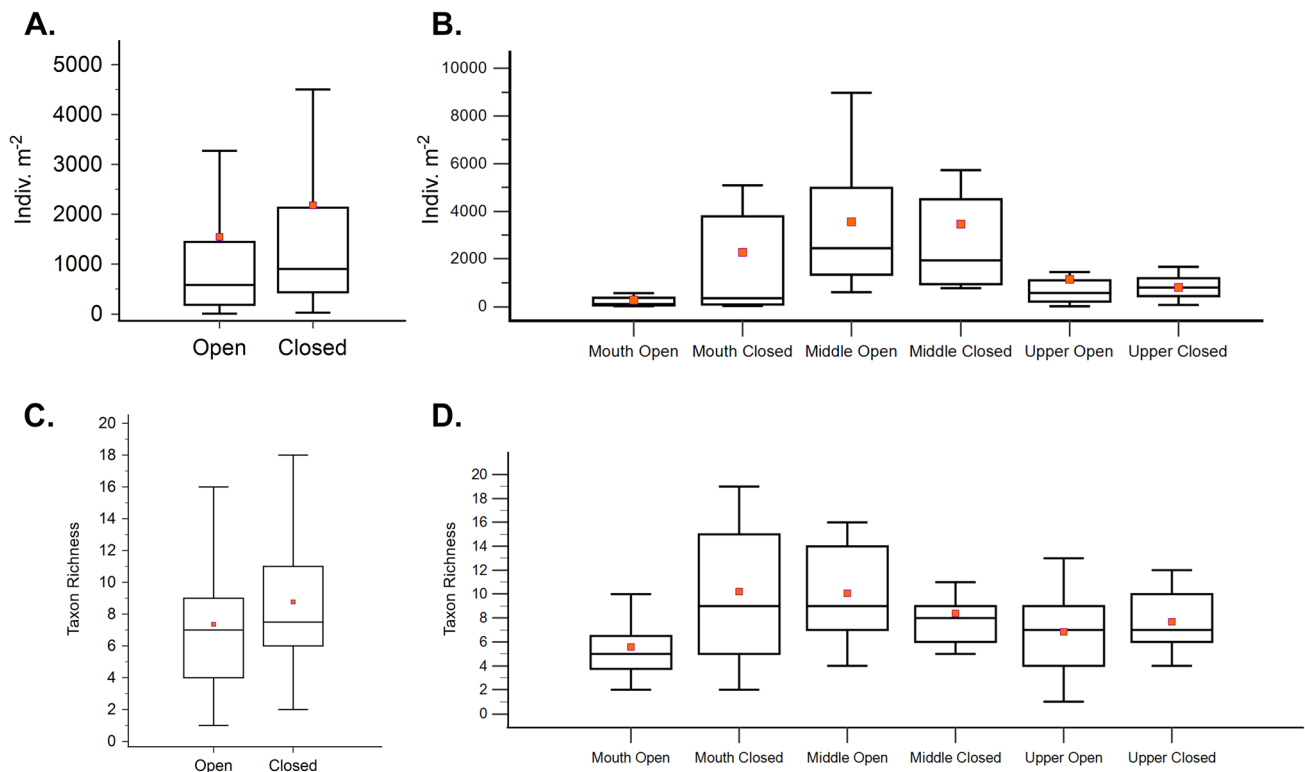 A.
Indiv. m⁻²
5000
4000
3000
2000
1000
0
Open Closed
B.
Indiv. m⁻²
10000
8000
6000
4000
2000
0
Mouth Open Mouth Closed Middle Open Middle Closed Upper Open Upper Closed
C.
Taxon Richness
20
18
16
14
12
10
8
6
4
2
0
Open Closed
D.
Taxon Richness
20
18
16
14
12
10
8
6
4
2
0
Mouth Open Mouth Closed Middle Open Middle Closed Upper Open Upper Closed